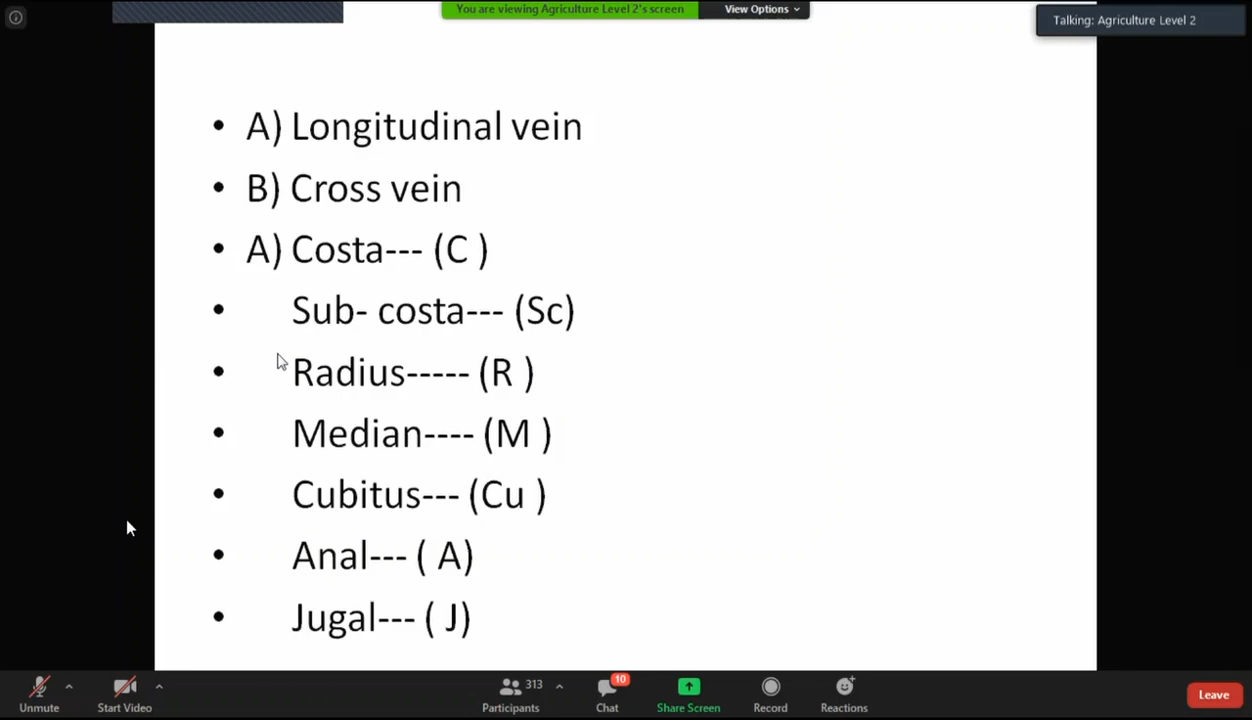 You are viewing Agriculture Level 2's screen
View Options
Talking: Agriculture Level 2
• A) Longitudinal vein
• B) Cross vein
• A) Costa--- (C )
• Sub- costa--- (Sc)
• Radius----- (R )
• Median---- (M )
• Cubitus--- (Cu )
• Anal--- ( A)
• Jugal--- ( J)
Unmute
Start Video
313
Participants
10
Chat
Share Screen
Record
Reactions
Leave